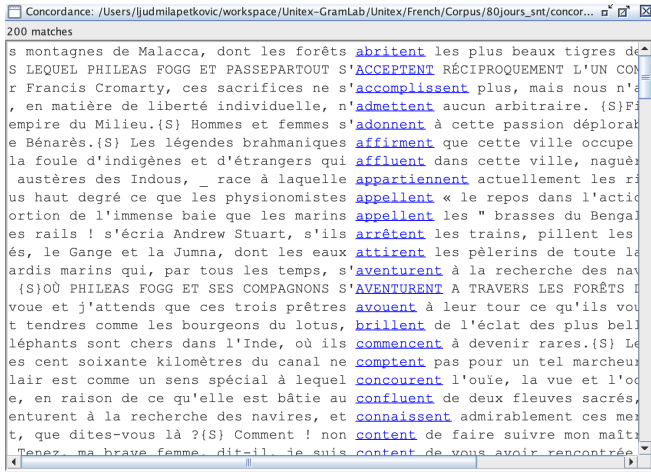 Concordance: /Users/ljudmilapetkovic/workspace/Unitex-GramLab/Unitex/French/Corpus/80jours_snt/concor...
200 matches
s montagnes de Malacca, dont les forêts abritent les plus beaux tigres de
S LEQUEL PHILEAS FOGG ET PASSEPARTOUT S'ACCEPTENT RÉCIPROQUEMENT L'UN CON
r Francis Cromarty, ces sacrifices ne s'accomplissent plus, mais nous n'a
, en matière de liberté individuelle, n'admettent aucun arbitraire. {S}Fi
empire du Milieu.{S} Hommes et femmes s'adonnent à cette passion déplorab
e Bénarès.{S} Les légendes brahmaniques affirment que cette ville occupe
la foule d'indigènes et d'étrangers qui affluent dans cette ville, naguèr
austères des Indous, _ race à laquelle appartiennent actuellement les ri
us haut degré ce que les physionomistes appellent « le repos dans l'actio
ortion de l'immense baie que les marins appellent les " brasses du Bengal
es rails ! s'écria Andrew Stuart, s'ils arrêtent les trains, pillent les
és, le Gange et la Jumna, dont les eaux attirent les pèlerins de toute la
ardis marins qui, par tous les temps, s'aventurent à la recherche des nav
{S}OÙ PHILEAS FOGG ET SES COMPAGNONS S'AVENTURENT A TRAVERS LES FORÊTS D
voue et j'attends que ces trois prêtres avouent à leur tour ce qu'ils vou
t tendres comme les bourgeons du lotus, brillent de l'éclat des plus bell
léphants sont chers dans l'Inde, où ils commencent à devenir rares.{S} Le
es cent soixante kilomètres du canal ne comptent pas pour un tel marcheur
lair est comme un sens spécial à lequel concourent l'ouïe, la vue et l'od
e, en raison de ce qu'elle est bâtie au confluent de deux fleuves sacrés,
enturent à la recherche des navires, et connaissent admirablement ces mer
t, que dites-vous là ?{S} Comment ! non content de faire suivre mon maîtr
Tenez, ma brave femme, dit-il, je suis content de vous avoir rencontrée